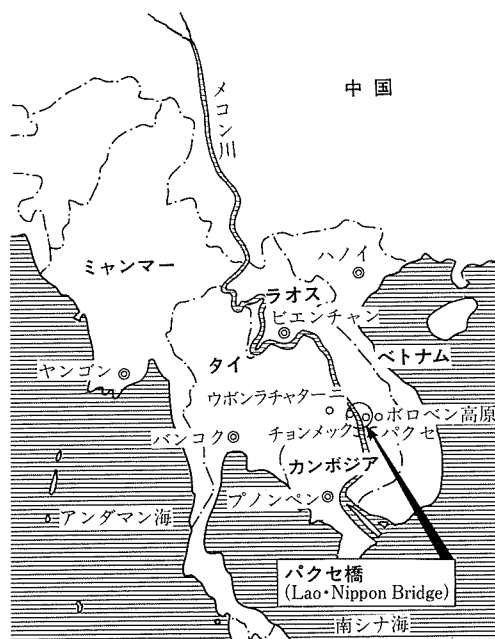 中国
メコン川
ハノイ
ミャンマー
ラオス
ビエンチャン
タイ
ベトナム
ヤンゴン
ウボンラチャターニ
ボロベン高原
バンコク
チョンメック
パクセ
カンボジア
プノンペン
アンダマン海
パクセ橋
(Lao・Nippon Bridge)
南シナ海